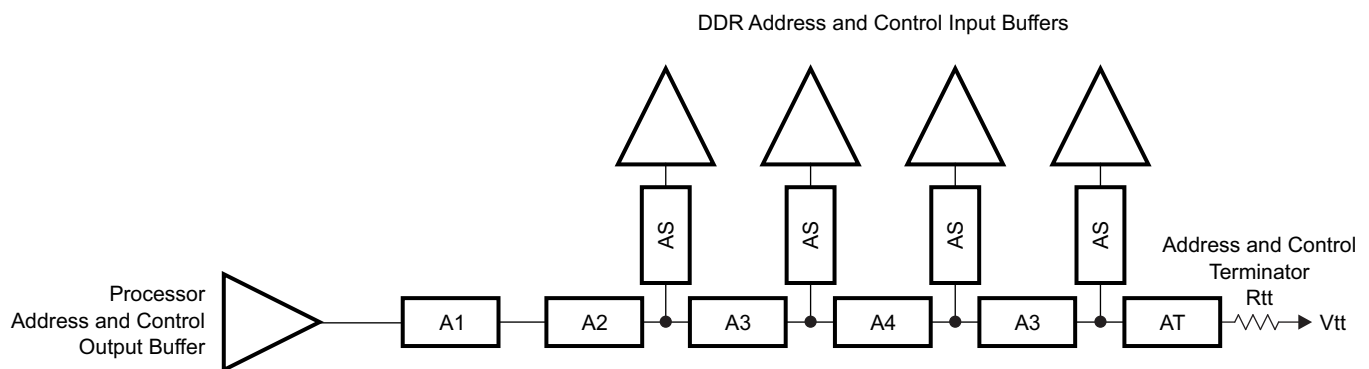 DDR Address and Control Input Buffers
AS
AS
AS
AS
Address and Control
Terminator
Rtt
Processor
Address and Control
Output Buffer
A1
A2
A3
A4
A3
AT
Vtt